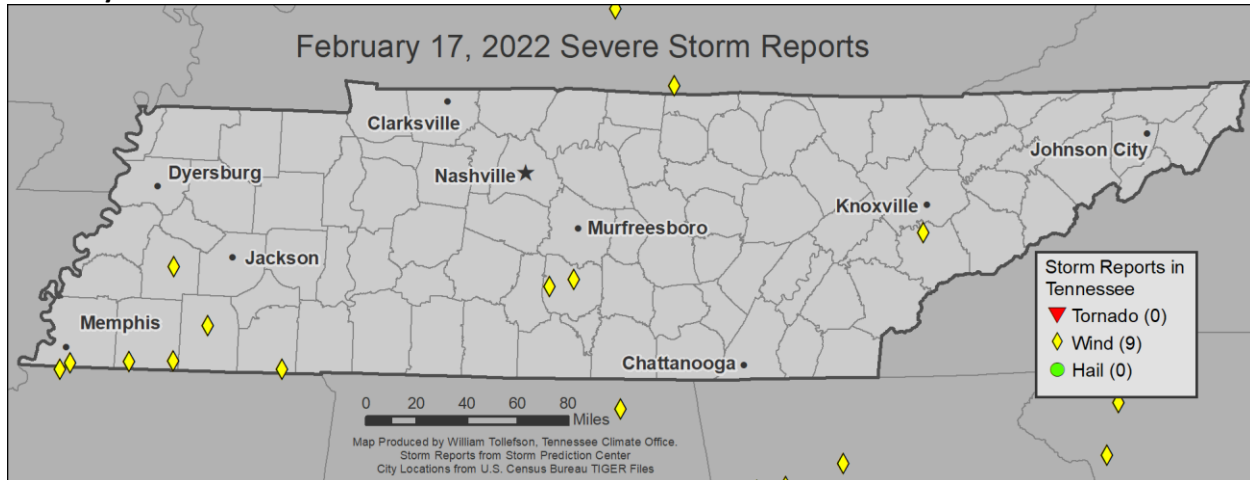 February 17, 2022 Severe Storm Reports
Clarksville
Johnson City
Dyersburg
Nashville
Knoxville
Murfreesboro
Jackson
Storm Reports in
Tennessee
Tornado (0)
Wind (9)
Hail (0)
Memphis
Chattanooga
0 20 40 60 80
Miles
Map Produced by William Tollefson, Tennessee Climate Office.
Storm Reports from Storm Prediction Center
City Locations from U.S. Census Bureau TIGER Files